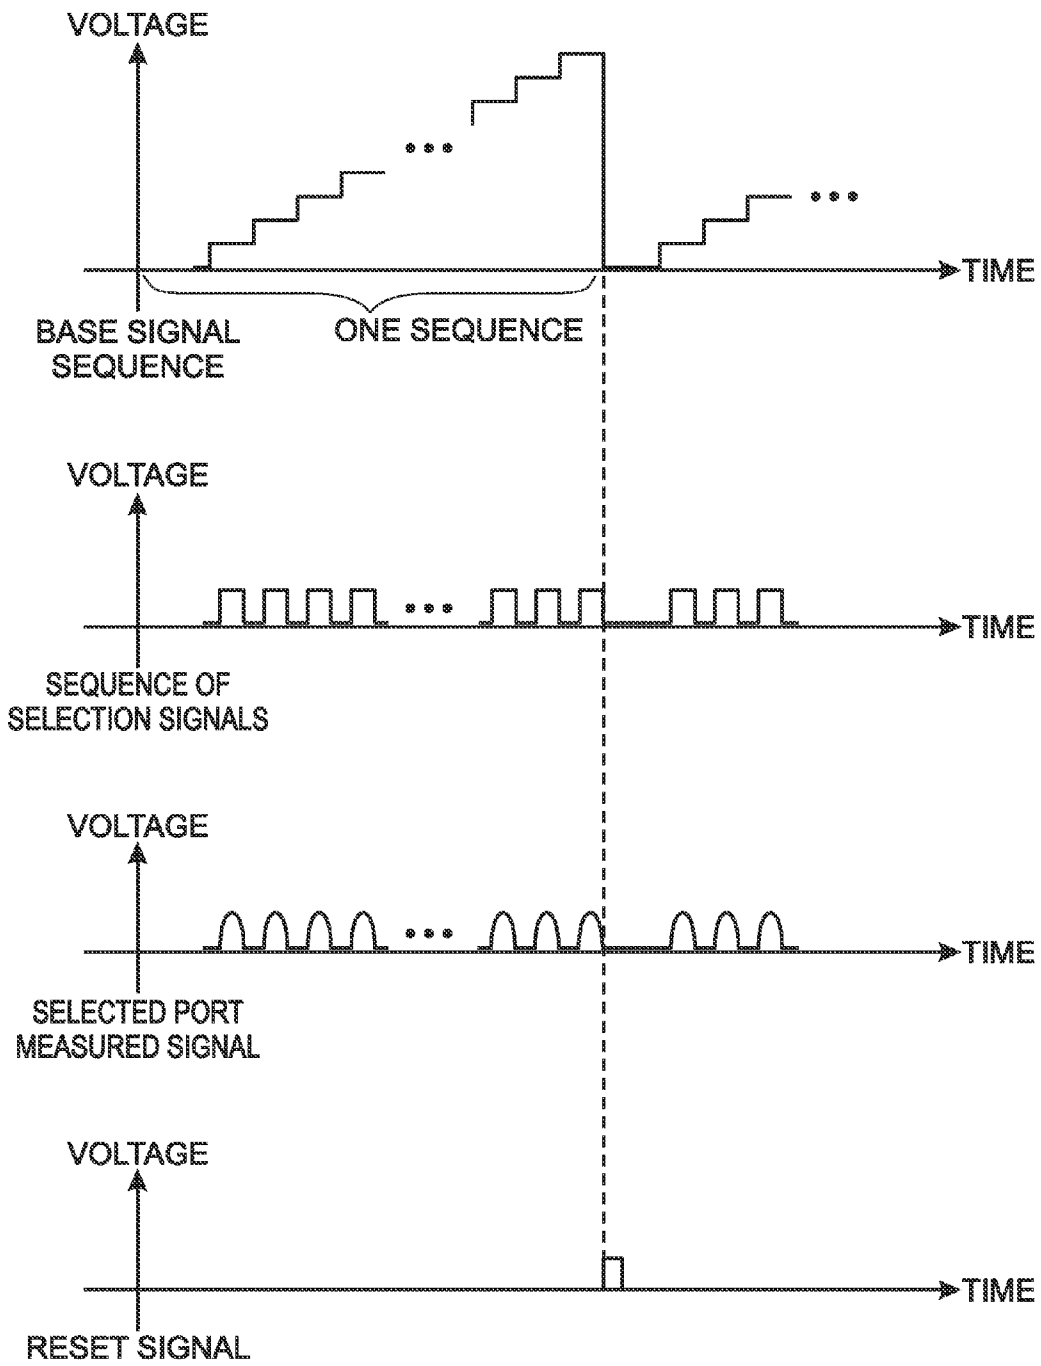 VOLTAGE
TIME
BASE SIGNAL
SEQUENCE
ONE SEQUENCE
VOLTAGE
TIME
SEQUENCE OF
SELECTION SIGNALS
VOLTAGE
TIME
SELECTED PORT
MEASURED SIGNAL
VOLTAGE
TIME
RESET SIGNAL